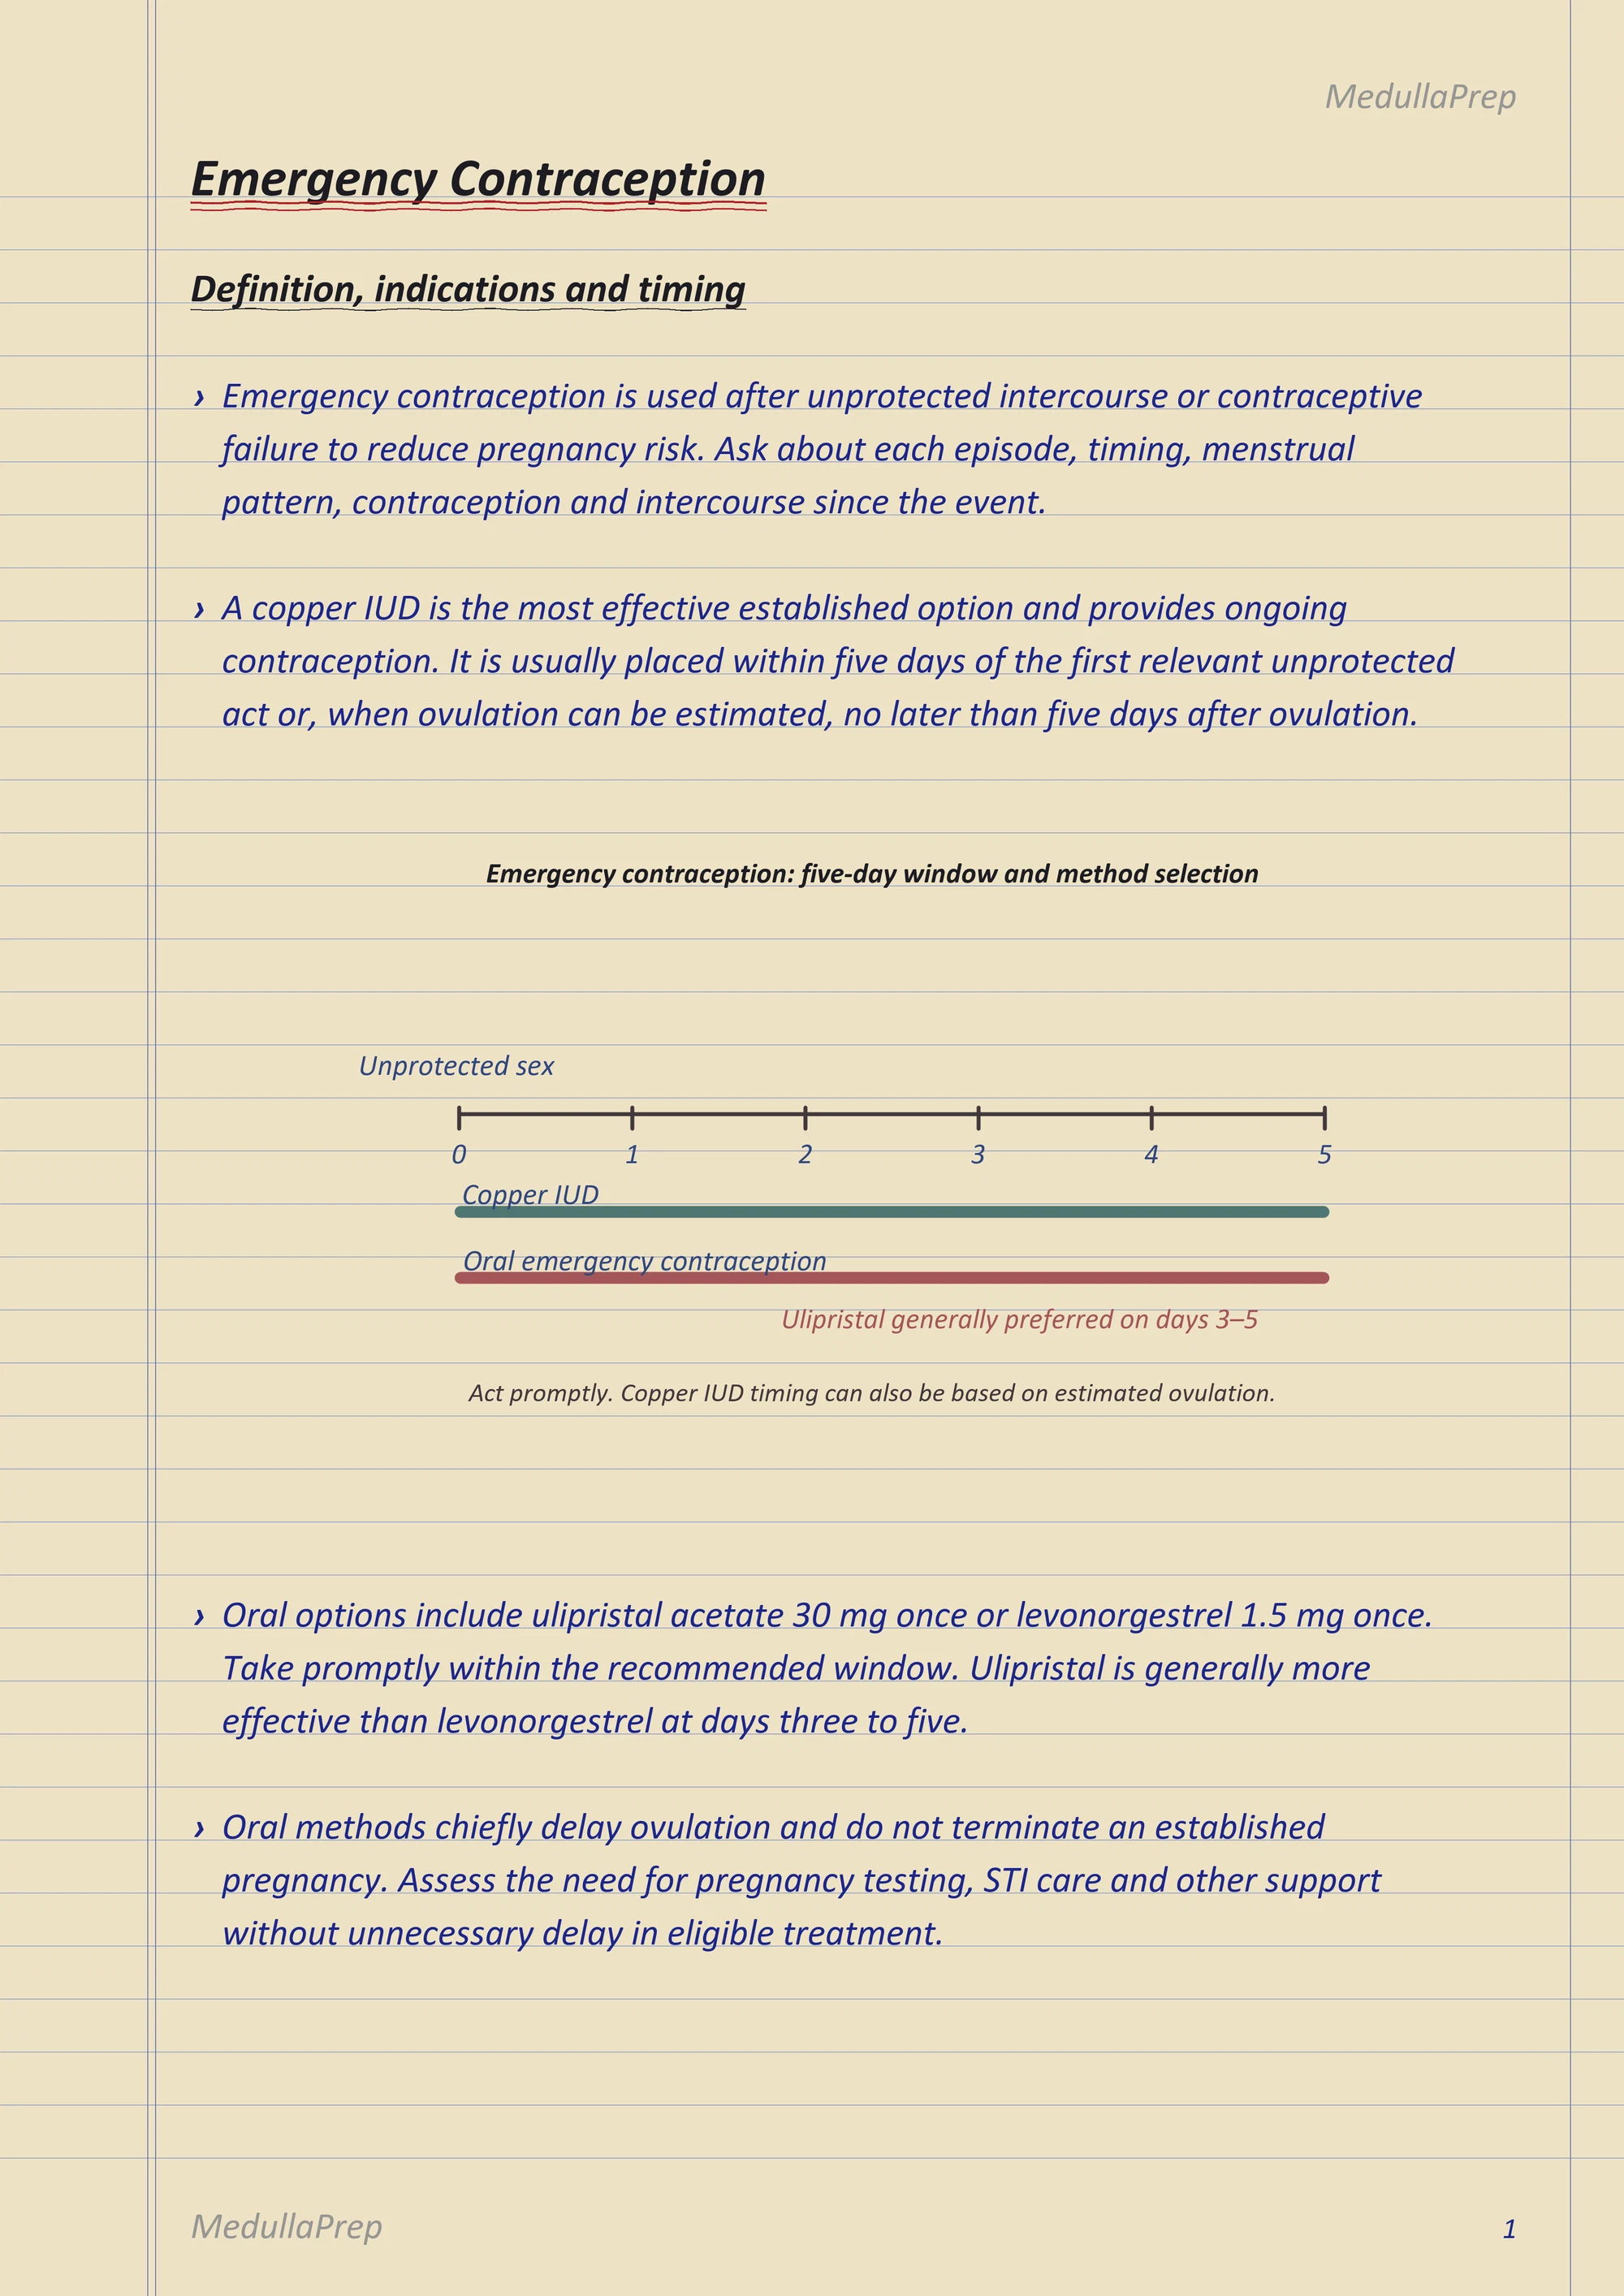 MedullaPrep
Emergency Contraception
Definition, indications and timing
› Emergency contraception is used after unprotected intercourse or contraceptive
failure to reduce pregnancy risk. Ask about each episode, timing, menstrual
pattern, contraception and intercourse since the event.
› A copper IUD is the most effective established option and provides ongoing
contraception. It is usually placed within five days of the first relevant unprotected
act or, when ovulation can be estimated, no later than five days after ovulation.
Emergency contraception: five-day window and method selection
Unprotected sex
0 1 2 3 4 5
Copper IUD
Oral emergency contraception
Ulipristal generally preferred on days 3–5
Act promptly. Copper IUD timing can also be based on estimated ovulation.
› Oral options include ulipristal acetate 30 mg once or levonorgestrel 1.5 mg once.
Take promptly within the recommended window. Ulipristal is generally more
effective than levonorgestrel at days three to five.
› Oral methods chiefly delay ovulation and do not terminate an established
pregnancy. Assess the need for pregnancy testing, STI care and other support
without unnecessary delay in eligible treatment.
MedullaPrep
1